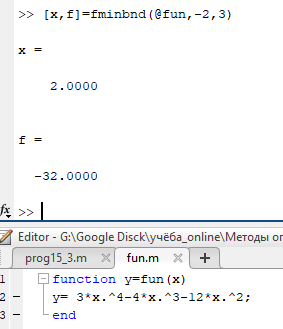 >> [x,f]=fminbnd(@fun,-2,3)
x =
2.0000
f =
-32.0000
fx >>
Editor - G:\Google Disck\учёба_online\Методы оп
prog15_3.m × fun.m × +
1 function y=fun(x)
2 – y= 3*x.^4-4*x.^3-12*x.^2;
3 – end